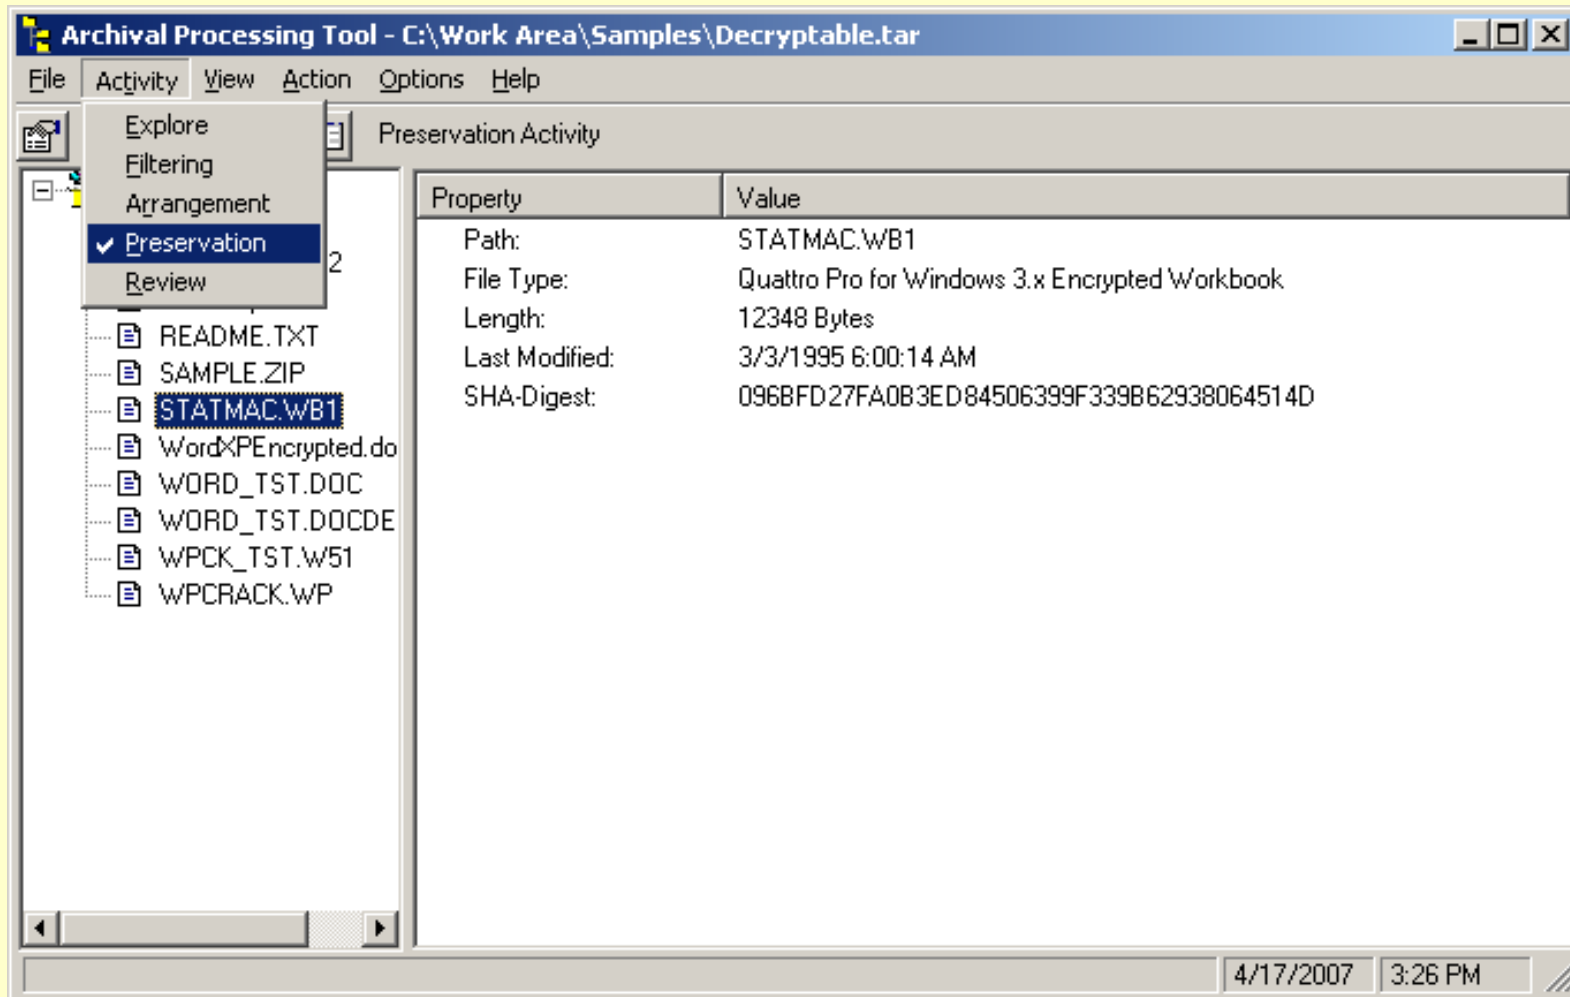 Archival Processing Tool - C:\Work Area\Samples\Decryptable.tar
File Activity View Action Options Help
Preservation Activity
Explore
Filtering
Arrangement
Preservation
Review
2
README.TXT
SAMPLE.ZIP
STATMAC.WB1
WordXPEncrypted.do
WORD_TST.DOC
WORD_TST.DOCDE
WPCK_TST.W51
WPCRACK.WP
Property Value
Path: STATMAC.WB1
File Type: Quattro Pro for Windows 3.x Encrypted Workbook
Length: 12348 Bytes
Last Modified: 3/3/1995 6:00:14 AM
SHA-Digest: 096BFD27FA0B3ED84506399F339B62938064514D
4/17/2007 3:26 PM